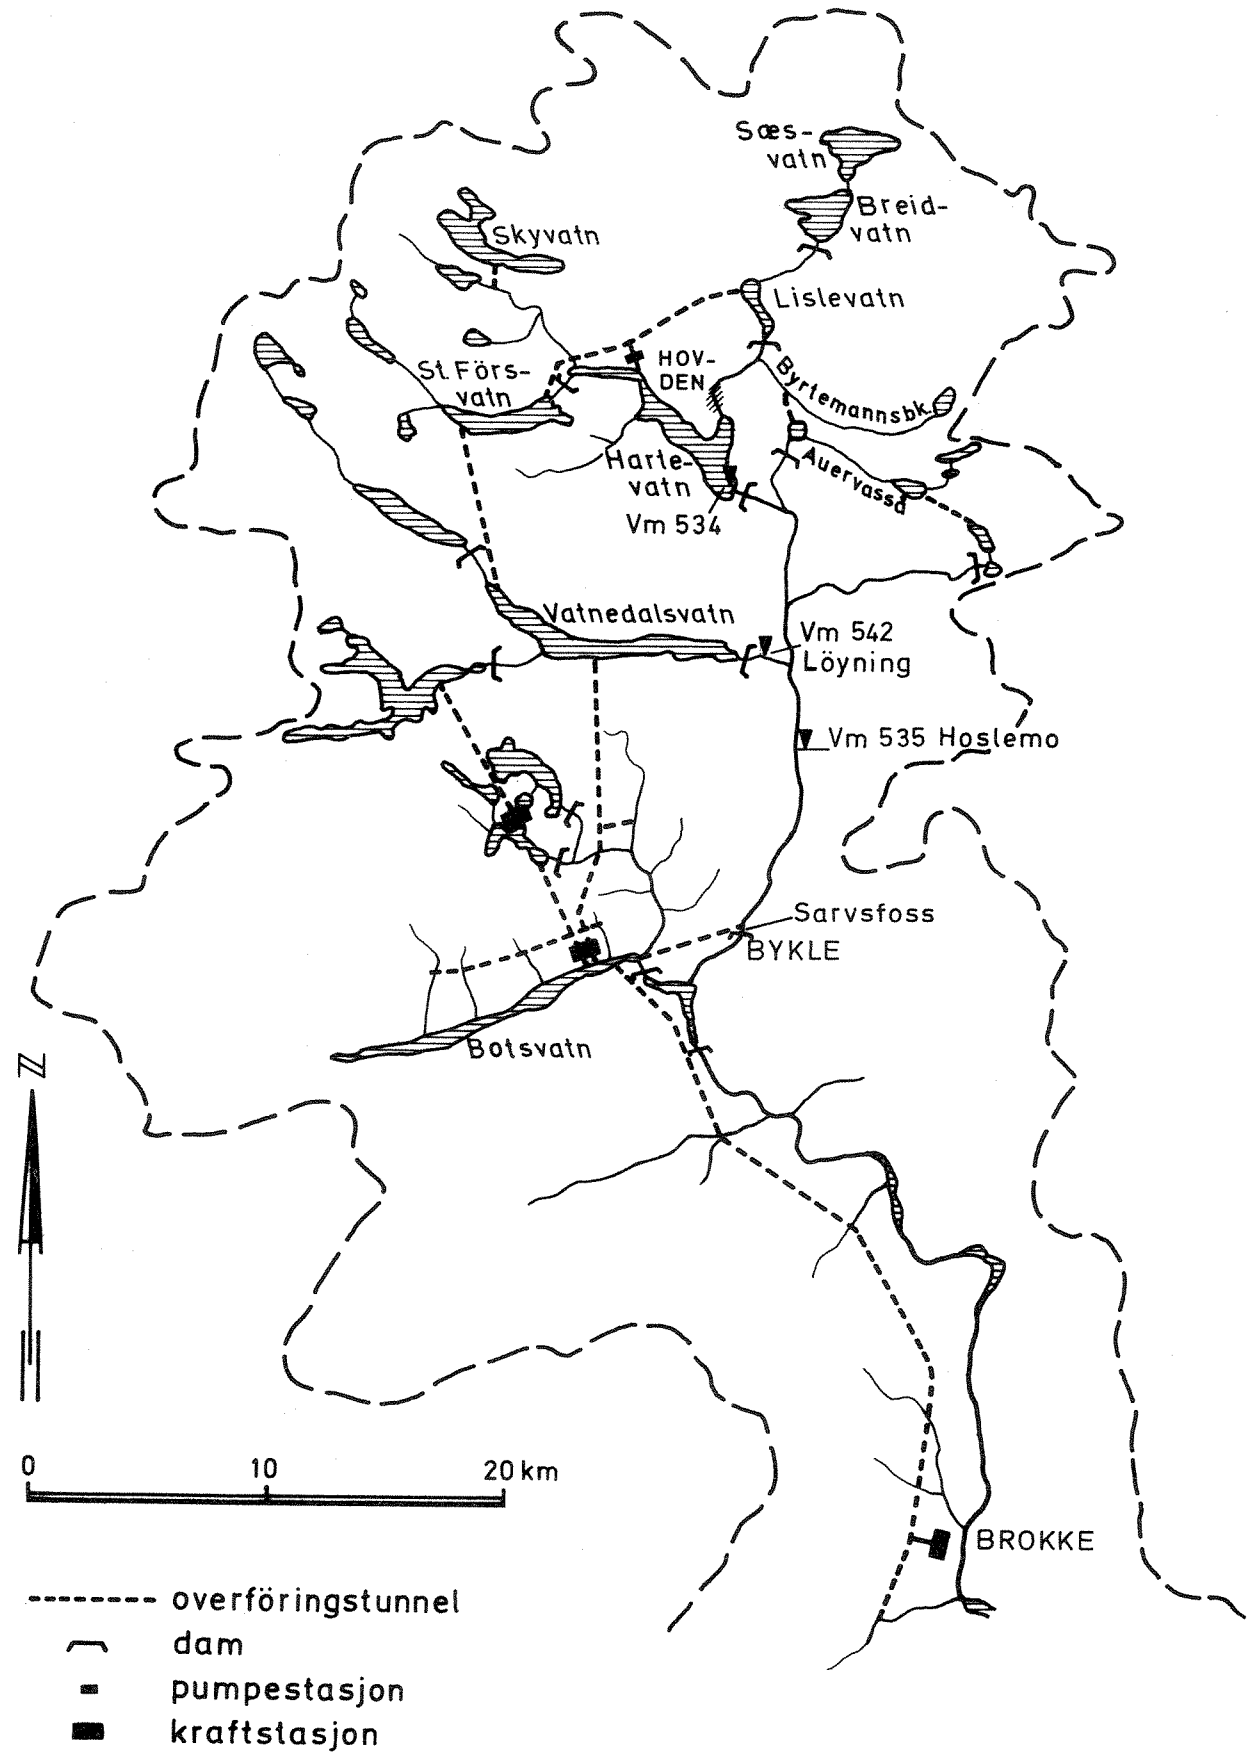 Sæs-
vatn
Breid-
vatn
Skyvatn
Lislevatn
HOV-
DEN
St. Förs-
vatn
Byrtemannsbk.
Harte-
vatn
Auervassd
Vm 534
Vatnedalsvatn
Vm 542
Löyning
Vm 535 Hoslemo
Sarvsfoss
BYKLE
Botsvatn
N
0 10 20 km
BROKKE
overföringstunnel
dam
pumpestasjon
kraftstasjon